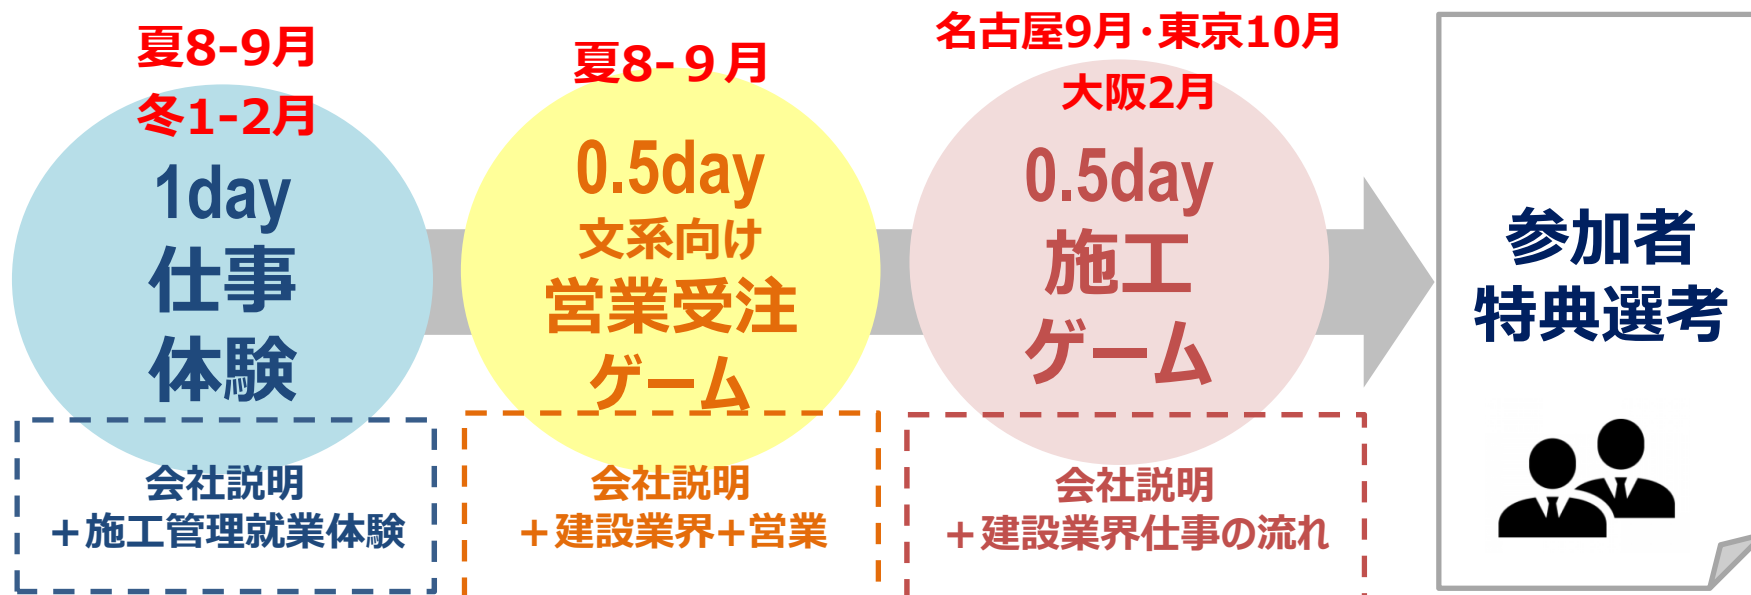 夏8-9月
冬1-2月
1day
仕事
体験
会社説明
＋施工管理就業体験
夏8-９月
0.5day
文系向け
営業受注
ゲーム
会社説明
＋建設業界+営業
名古屋9月･東京10月
大阪2月
0.5day
施工
ゲーム
会社説明
＋建設業界仕事の流れ
参加者
特典選考